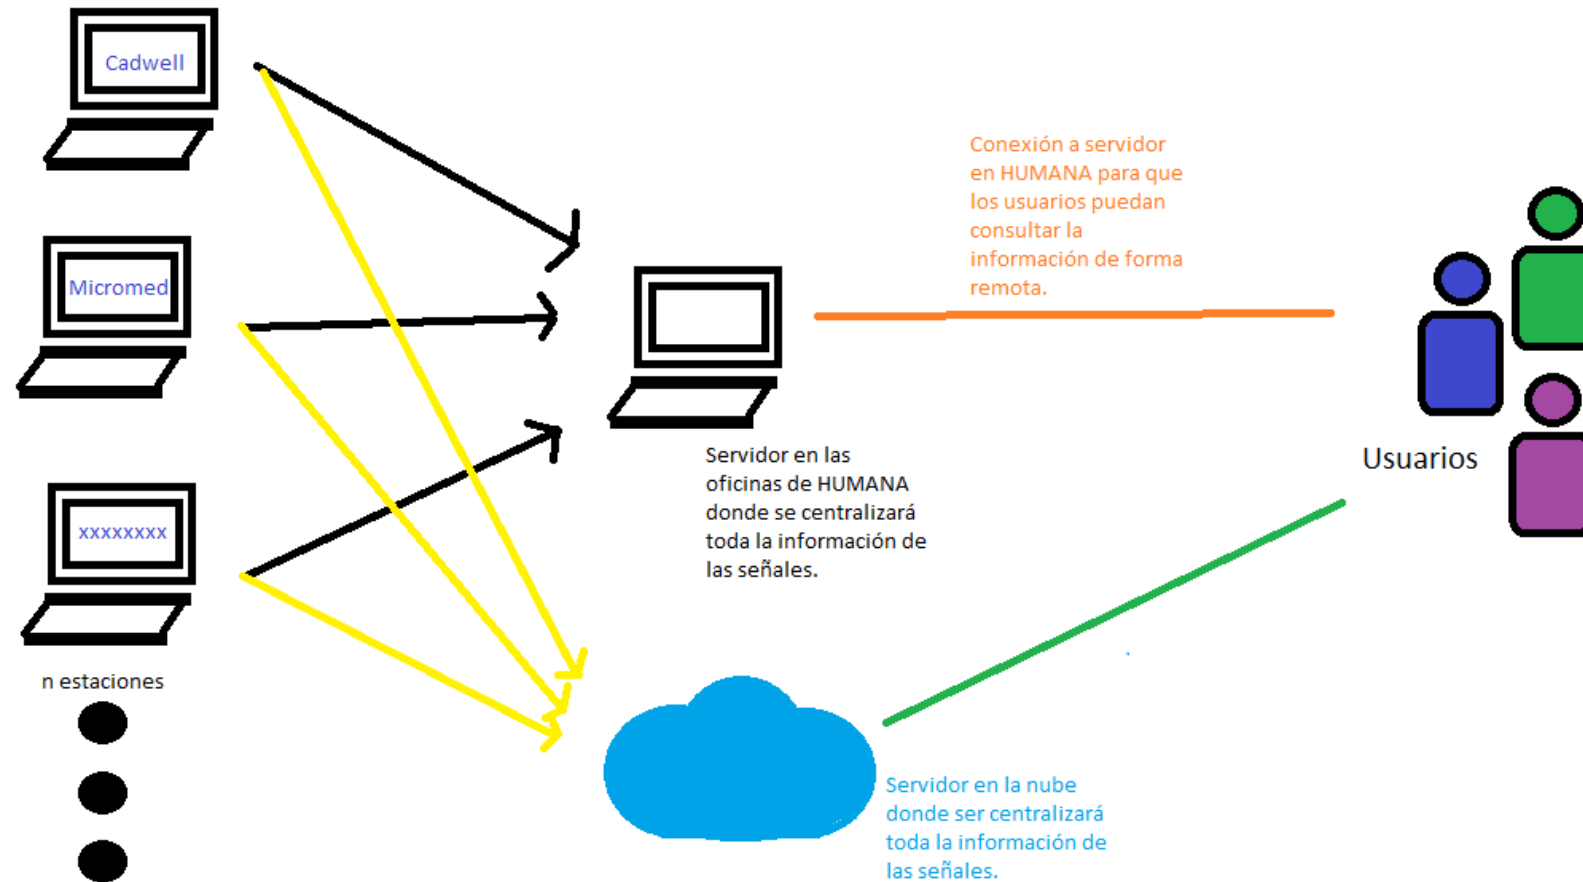 Cadwell
Micromed
xxxxxxxx
n estaciones
Servidor en las
oficinas de HUMANA
donde se centralizará
toda la información de
las señales.
Conexión a servidor
en HUMANA para que
los usuarios puedan
consultar la
información de forma
remota.
Usuarios
Servidor en la nube
donde ser centralizará
toda la información de
las señales.